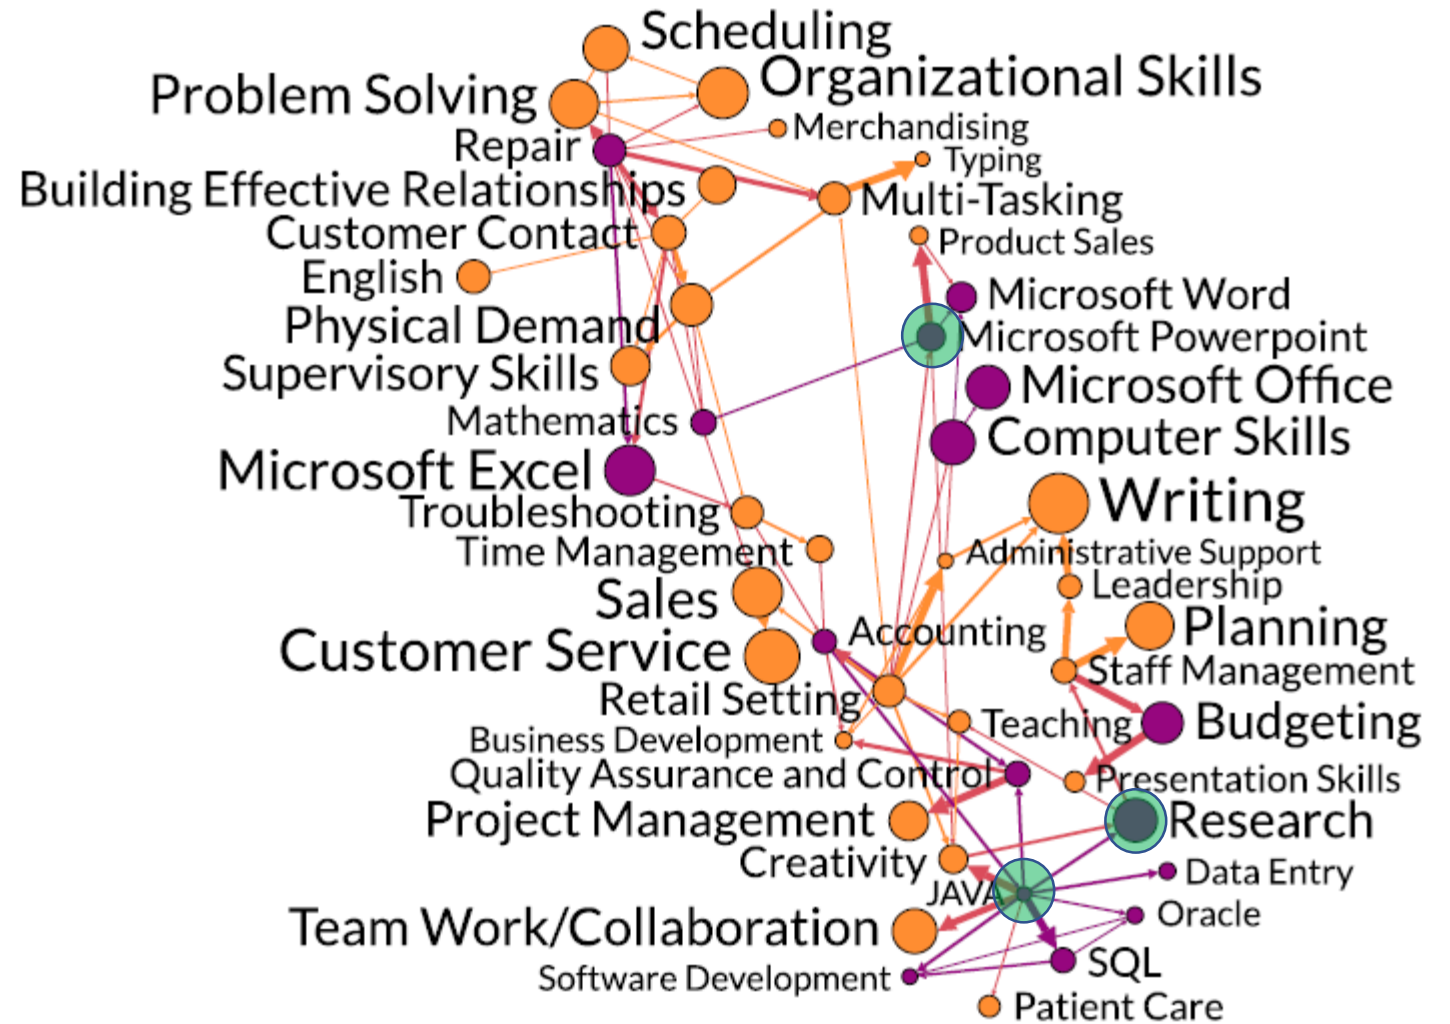 Scheduling
Organizational Skills
Problem Solving
Merchandising
Repair
Typing
Building Effective Relationships
Multi-Tasking
Customer Contact
Product Sales
English
Microsoft Word
Physical Demand
Microsoft Powerpoint
Supervisory Skills
Microsoft Office
Mathematics
Computer Skills
Microsoft Excel
Writing
Troubleshooting
Time Management
Administrative Support
Leadership
Sales
Planning
Accounting
Customer Service
Staff Management
Retail Setting
Teaching
Budgeting
Business Development
Quality Assurance and Control
Presentation Skills
Project Management
Research
Creativity
Data Entry
JAVA
Oracle
Team Work/Collaboration
SQL
Software Development
Patient Care